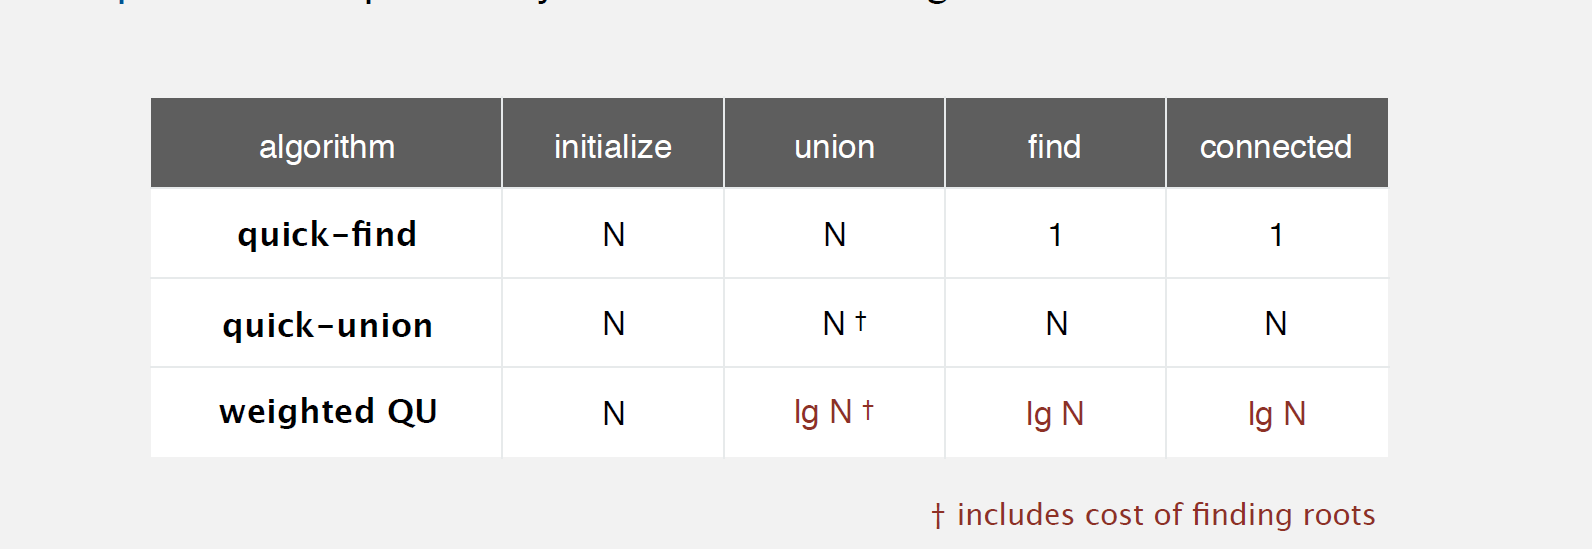 algorithm initialize union find connected
quick-find N N 1 1
quick-union N N † N N
weighted QU N lg N † lg N lg N
† includes cost of finding roots